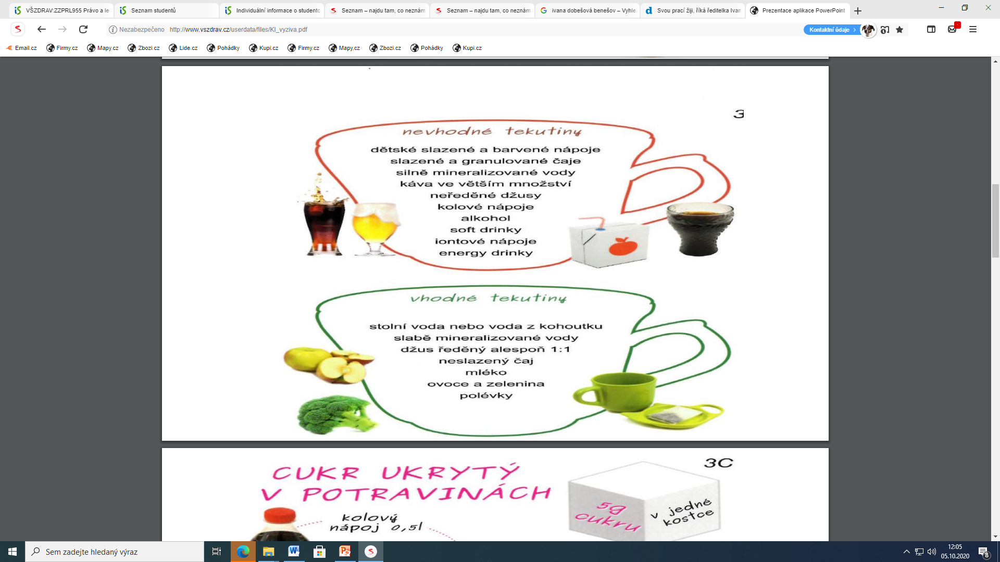 VŠZDRAV:ZZPRL955 Právo a le
Seznam studentů
Individuální informace o studento
Seznam – najdu tam, co neznám
Seznam – najdu tam, co neznám
ivana dobešová benešov – Vyhle
Svou prací žiji, říká ředitelka Ivan
Prezentace aplikace PowerPoint
Nezabezpečeno http://www.vszdrav.cz/userdata/files/KI_vyziva.pdf
Kontaktní údaje
Email.cz
Firmy.cz
Mapy.cz
Zbozi.cz
Lide.cz
Pohádky
Kupi.cz
Firmy.cz
Mapy.cz
Zbozi.cz
Pohádky
Kupi.cz
3
nevhodné tekutiny
dětské slazené a barvené nápoje
slazené a granulované čaje
silně mineralizované vody
káva ve větším množství
neředěné džusy
kolové nápoje
alkohol
soft drinky
iontové nápoje
energy drinky
vhodné tekutiny
stolní voda nebo voda z kohoutku
slabě mineralizované vody
džus ředěný alespoň 1:1
neslazený čaj
mléko
ovoce a zelenina
polévky
3C
CUKR UKRYTÝ
V POTRAVINÁCH
5g
cukru
v jedné
kostce
kolový
nápoj 0,5l
Sem zadejte hledaný výraz
12:05
05.10.2020
8